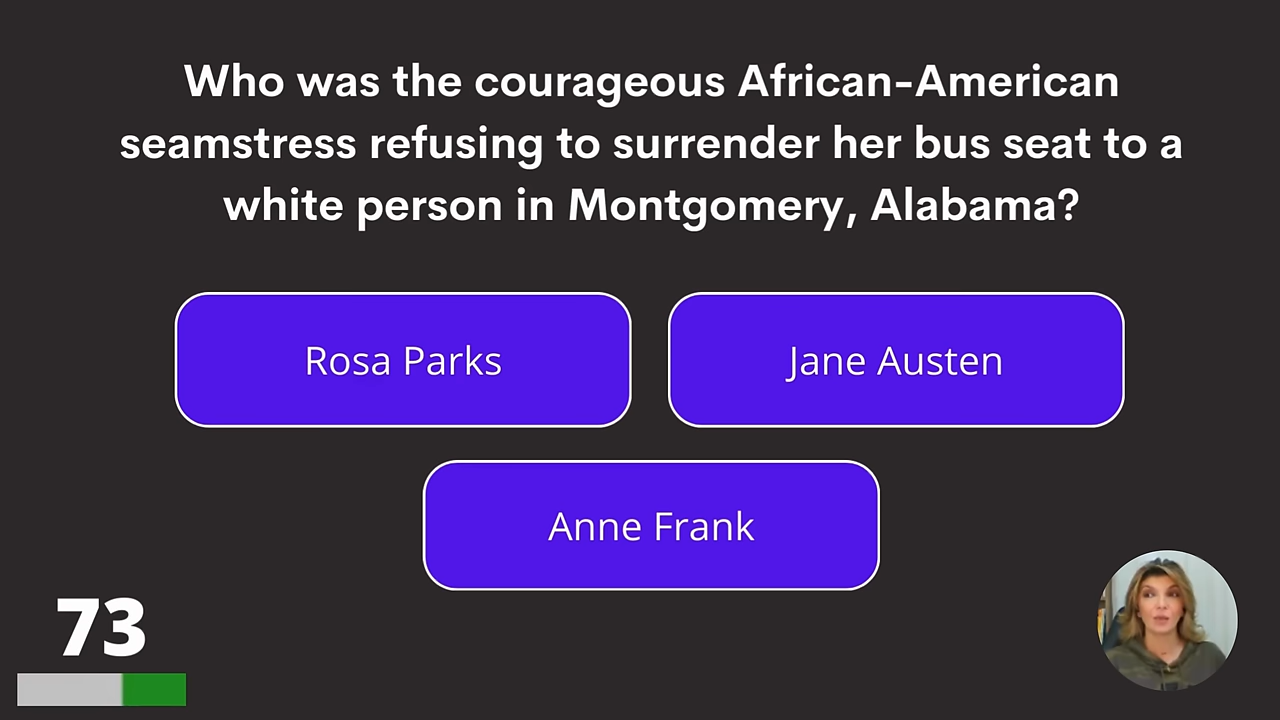 Who was the courageous African-American
seamstress refusing to surrender her bus seat to a
white person in Montgomery, Alabama?
Rosa Parks
Jane Austen
Anne Frank
73